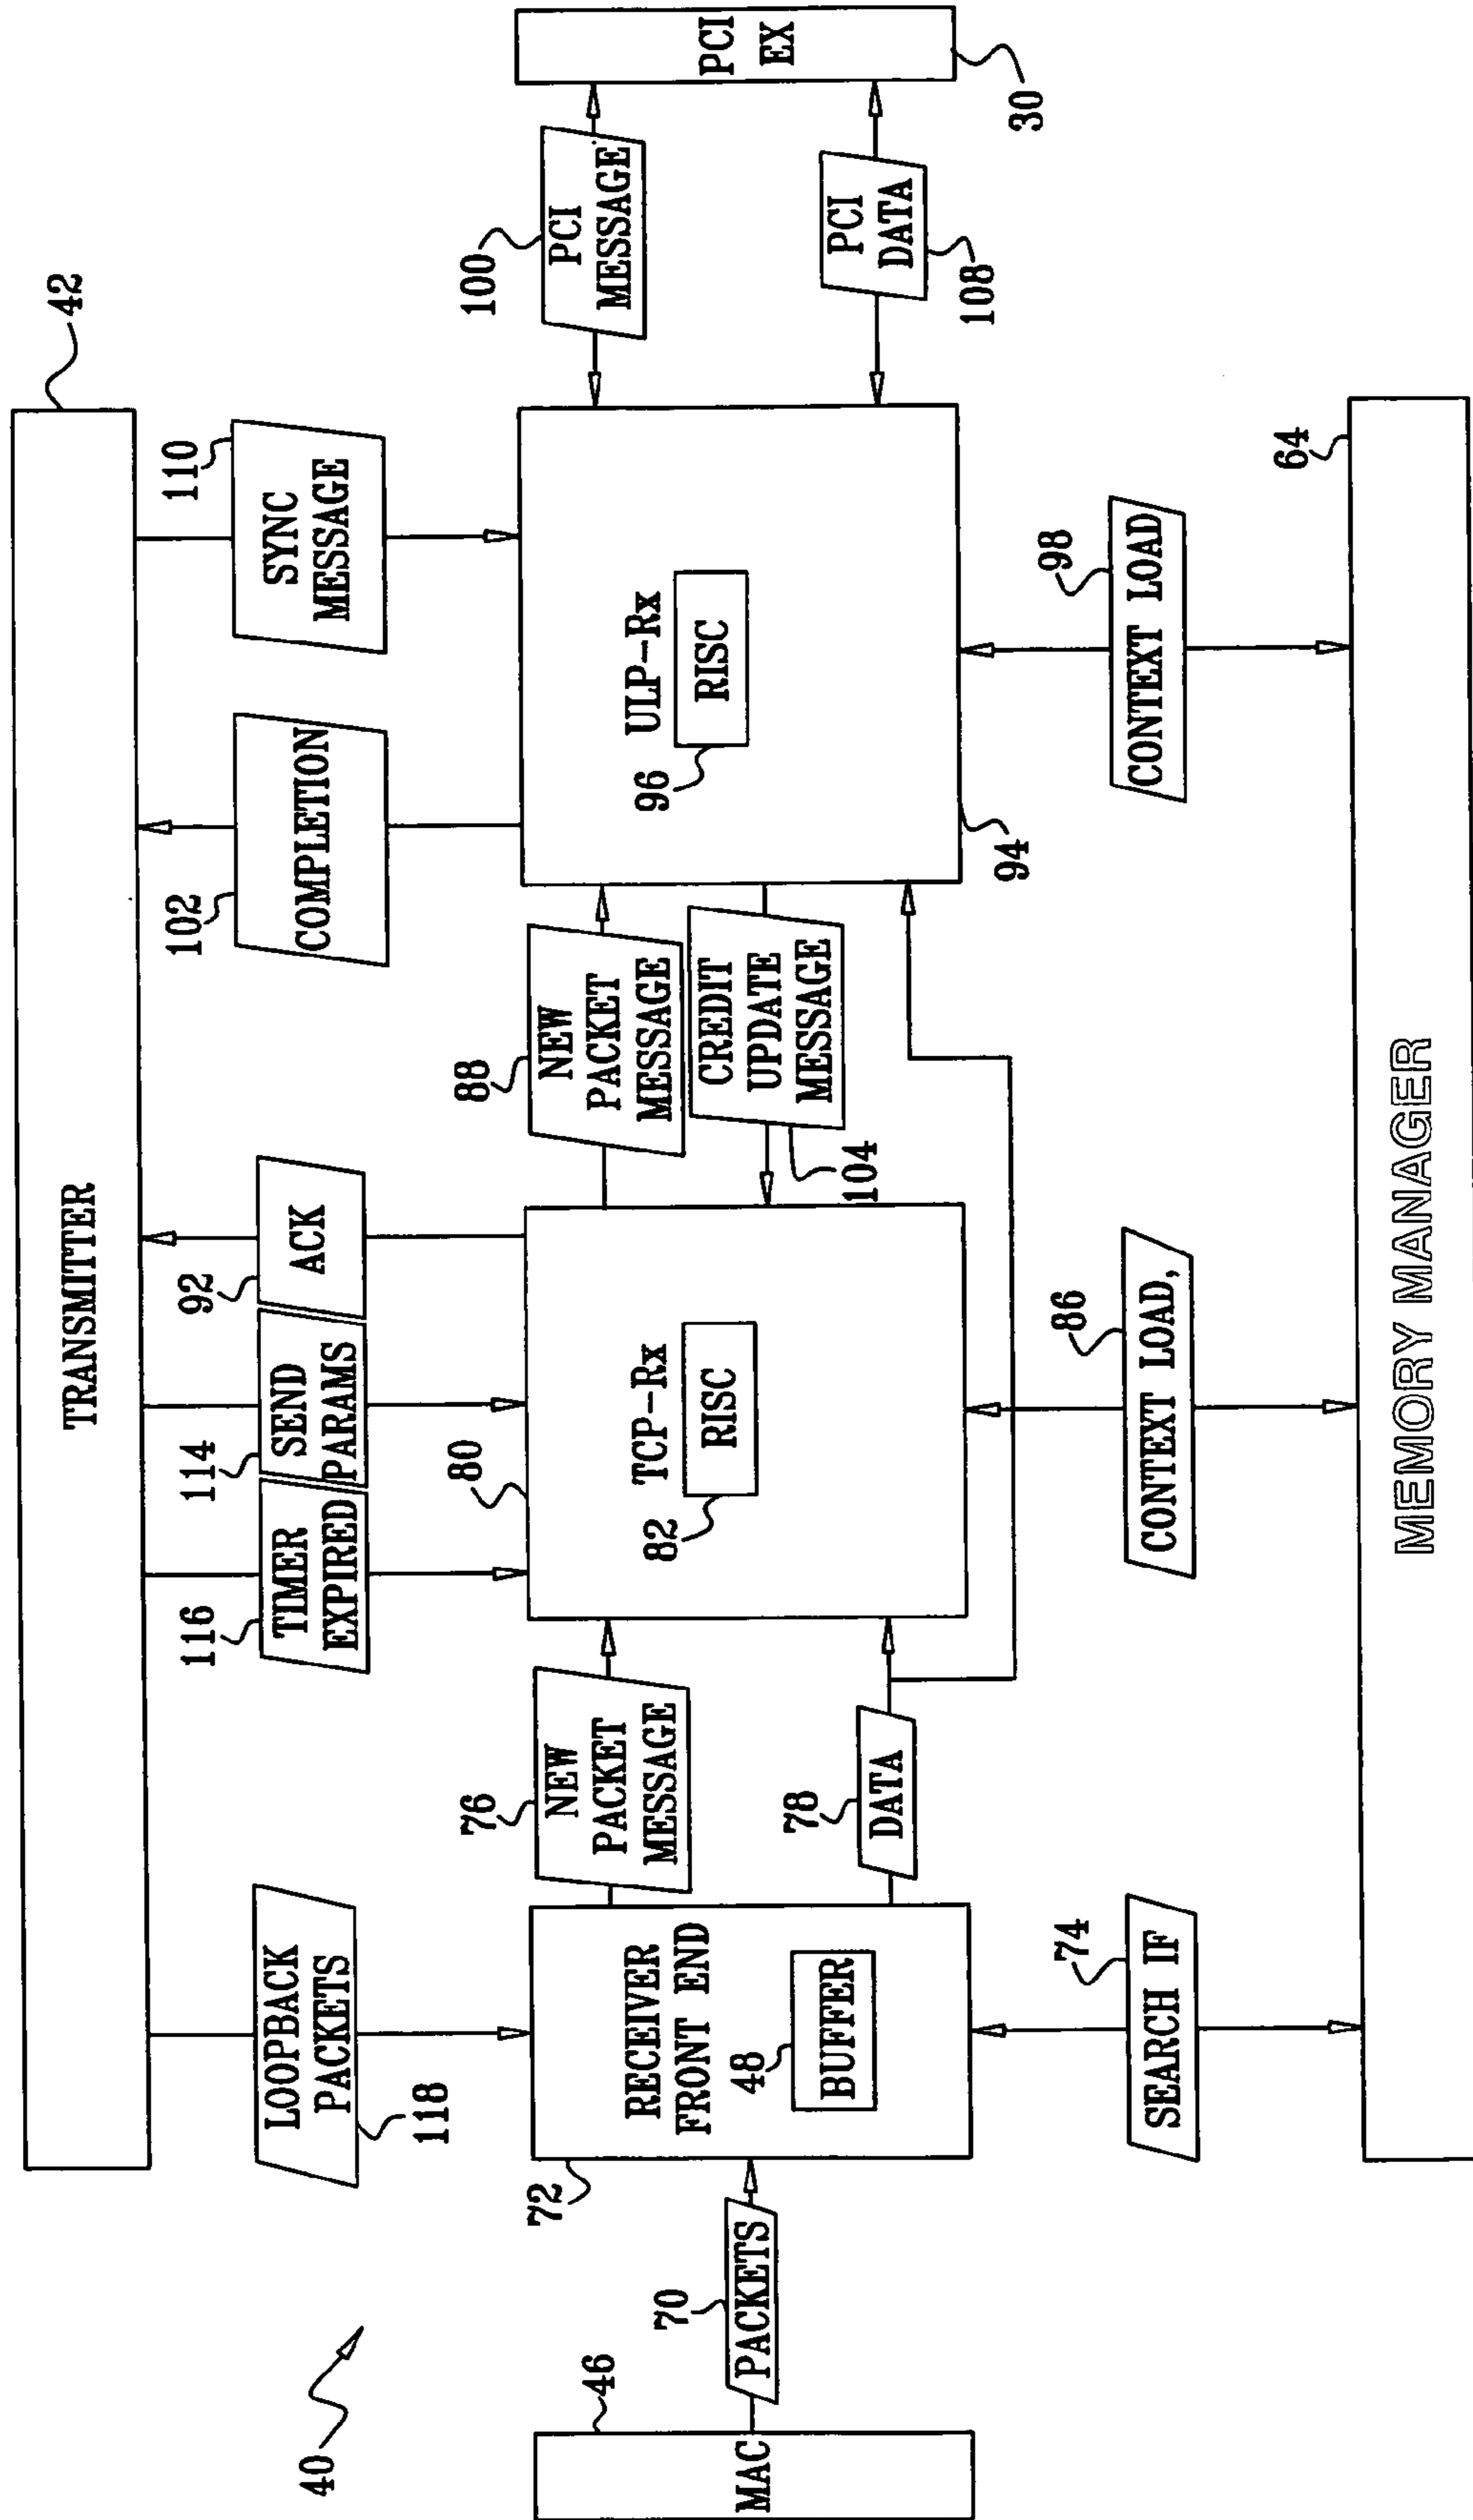 40
42
TRANSMITTER
118
LOOPBACK
PACKETS
116
TIMER
EXPIRED
114
SEND
PARAMS
92
ACK
102
COMPLETION
110
SYNC
MESSAGE
46
MAC
70
PACKETS
72
RECEIVER
FRONT END
48
BUFFER
76
NEW
PACKET
MESSAGE
78
DATA
80
TCP-Rx
82
RISC
88
NEW
PACKET
MESSAGE
CREDIT
UPDATE
MESSAGE
104
ULP-Rx
96
RISC
94
100
PCI
MESSAGE
PCI
DATA
108
PCI
EX
30
74
SEARCH IF
86
CONTEXT LOAD,
98
CONTEXT LOAD
64
MEMORY MANAGER